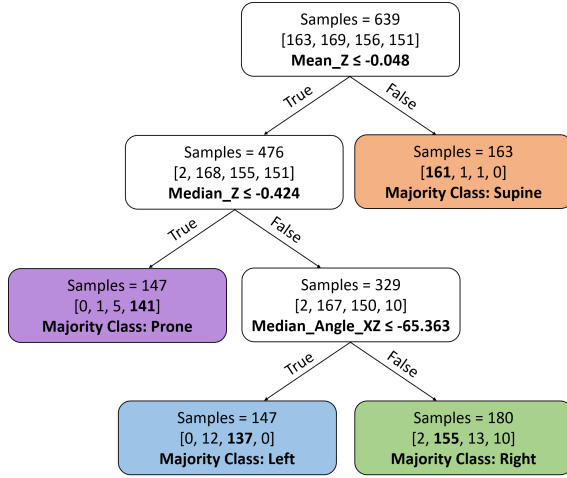 Samples = 639
[163, 169, 156, 151]
Mean_Z ≤ -0.048
True
False
Samples = 476
[2, 168, 155, 151]
Median_Z ≤ -0.424
Samples = 163
[161, 1, 1, 0]
Majority Class: Supine
True
False
Samples = 147
[0, 1, 5, 141]
Majority Class: Prone
Samples = 329
[2, 167, 150, 10]
Median_Angle_XZ ≤ -65.363
True
False
Samples = 147
[0, 12, 137, 0]
Majority Class: Left
Samples = 180
[2, 155, 13, 10]
Majority Class: Right